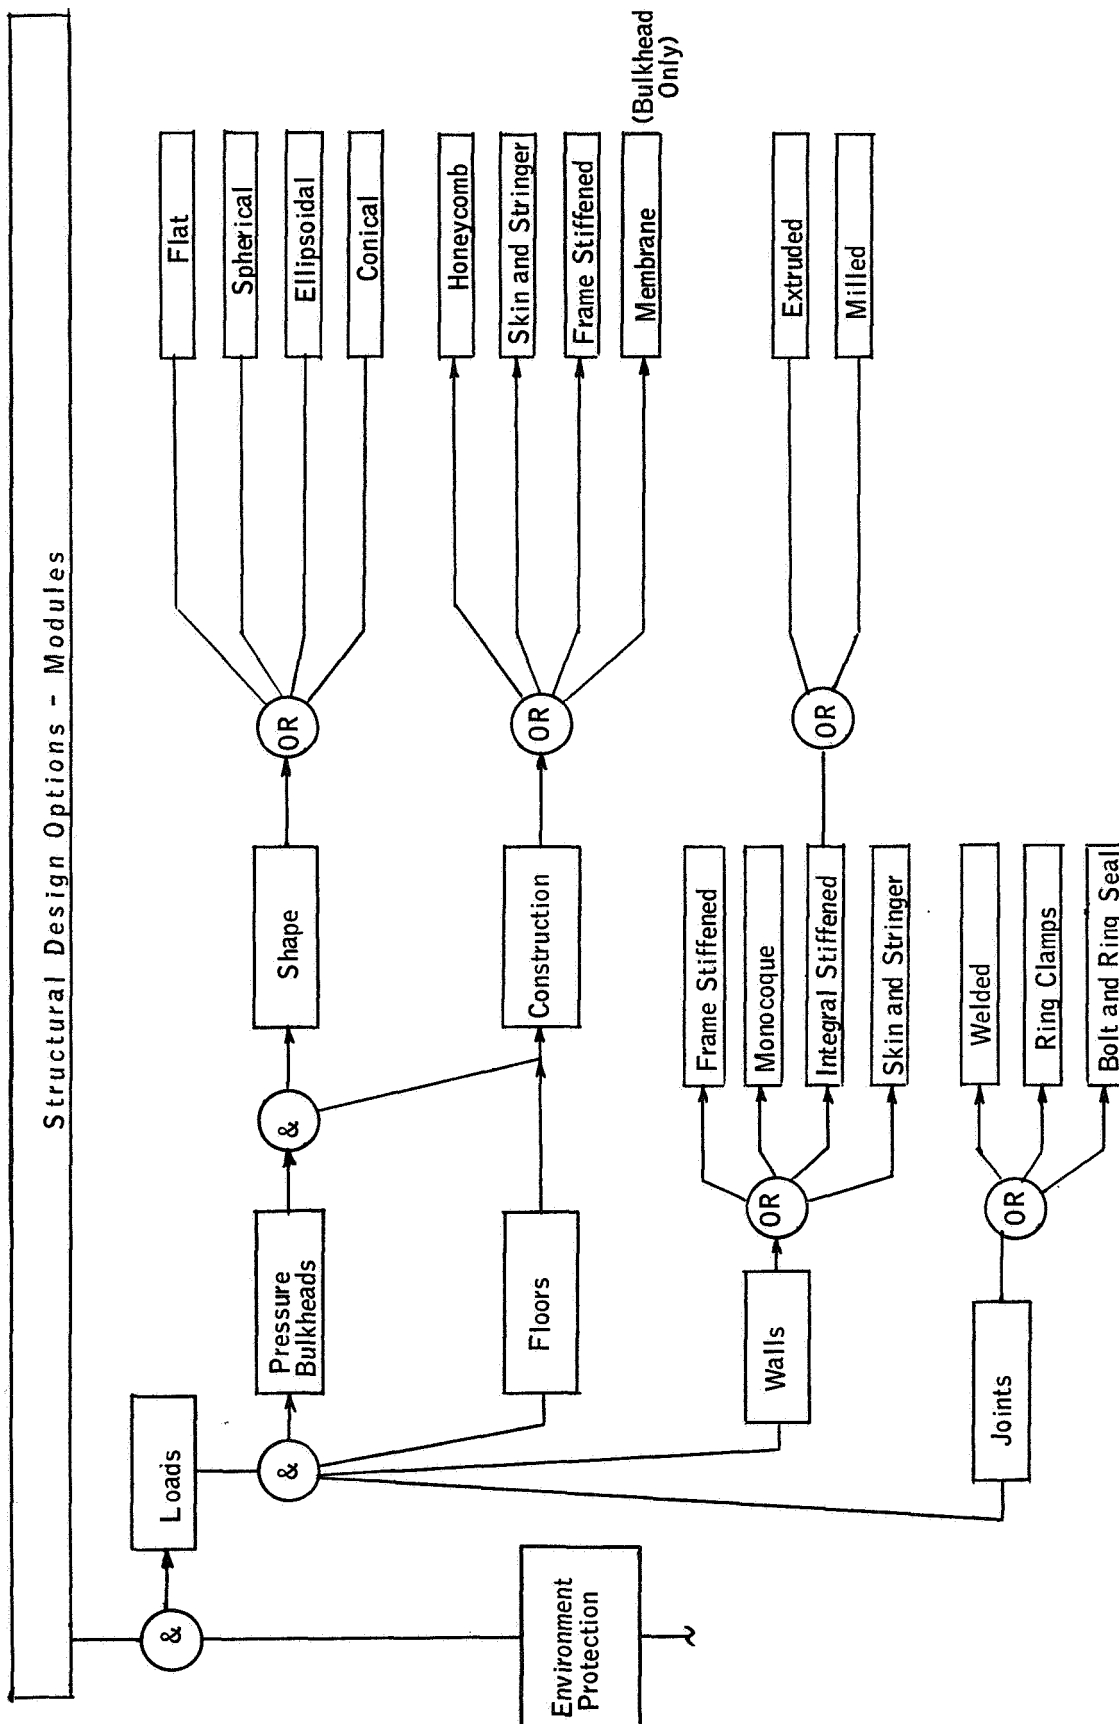 Structural Design Options - Modules
&
Loads
Environment
Protection
&
Pressure
Bulkheads
&
Shape
OR
Flat
Spherical
Ellipsoidal
Conical
Floors
Construction
OR
Honeycomb
Skin and Stringer
Frame Stiffened
Membrane
(Bulkhead
Only)
Walls
OR
Frame Stiffened
Monocoque
Integral Stiffened
Skin and Stringer
OR
Extruded
Milled
Joints
OR
Welded
Ring Clamps
Bolt and Ring Seal